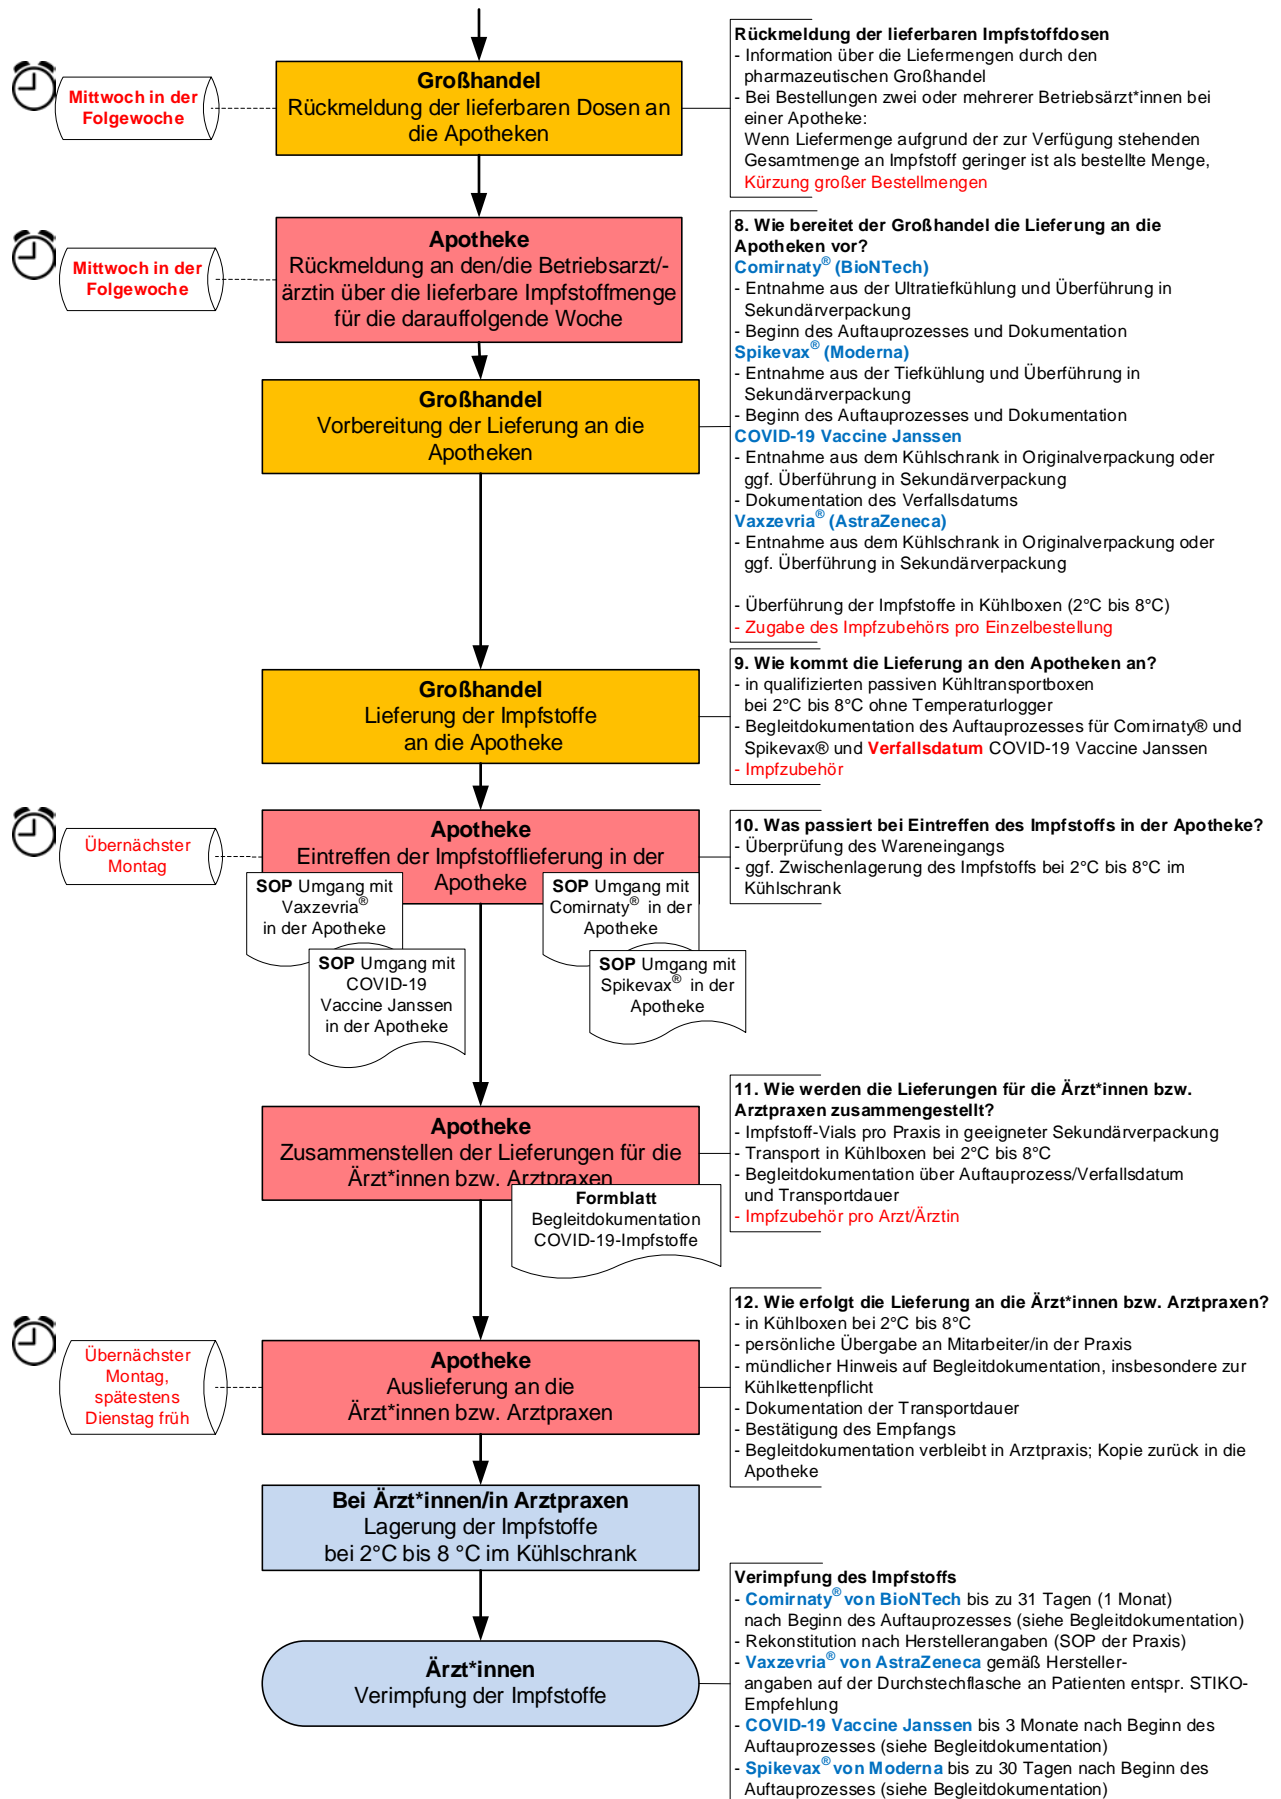 Mittwoch in der
Folgewoche
Großhandel
Rückmeldung der lieferbaren Dosen an
die Apotheken
Rückmeldung der lieferbaren Impfstoffdosen
- Information über die Liefermengen durch den
pharmazeutischen Großhandel
- Bei Bestellungen zwei oder mehrerer Betriebsärzt*innen bei
einer Apotheke:
Wenn Liefermenge aufgrund der zur Verfügung stehenden
Gesamtmenge an Impfstoff geringer ist als bestellte Menge,
Kürzung großer Bestellmengen
Mittwoch in der
Folgewoche
Apotheke
Rückmeldung an den/die Betriebsarzt/-
ärztin über die lieferbare Impfstoffmenge
für die darauffolgende Woche
Großhandel
Vorbereitung der Lieferung an die
Apotheken
8. Wie bereitet der Großhandel die Lieferung an die
Apotheken vor?
Comirnaty® (BioNTech)
- Entnahme aus der Ultratiefkühlung und Überführung in
Sekundärverpackung
- Beginn des Auftauprozesses und Dokumentation
Spikevax® (Moderna)
- Entnahme aus der Tiefkühlung und Überführung in
Sekundärverpackung
- Beginn des Auftauprozesses und Dokumentation
COVID-19 Vaccine Janssen
- Entnahme aus dem Kühlschrank in Originalverpackung oder
ggf. Überführung in Sekundärverpackung
- Dokumentation des Verfallsdatums
Vaxzevria® (AstraZeneca)
- Entnahme aus dem Kühlschrank in Originalverpackung oder
ggf. Überführung in Sekundärverpackung
- Überführung der Impfstoffe in Kühlboxen (2°C bis 8°C)
- Zugabe des Impfzubehörs pro Einzelbestellung
Großhandel
Lieferung der Impfstoffe
an die Apotheke
9. Wie kommt die Lieferung an den Apotheken an?
- in qualifizierten passiven Kühltransportboxen
bei 2°C bis 8°C ohne Temperaturlogger
- Begleitdokumentation des Auftauprozesses für Comirnaty® und
Spikevax® und Verfallsdatum COVID-19 Vaccine Janssen
- Impfzubehör
Übernächster
Montag
Apotheke
Eintreffen der Impfstofflieferung in der
Apotheke
SOP Umgang mit
Vaxzevria®
in der Apotheke
SOP Umgang mit
COVID-19
Vaccine Janssen
in der Apotheke
SOP Umgang mit
Comirnaty® in der
Apotheke
SOP Umgang mit
Spikevax® in der
Apotheke
10. Was passiert bei Eintreffen des Impfstoffs in der Apotheke?
- Überprüfung des Wareneingangs
- ggf. Zwischenlagerung des Impfstoffs bei 2°C bis 8°C im
Kühlschrank
Apotheke
Zusammenstellen der Lieferungen für die
Ärzt*innen bzw. Arztpraxen
Formblatt
Begleitdokumentation
COVID-19-Impfstoffe
11. Wie werden die Lieferungen für die Ärzt*innen bzw.
Arztpraxen zusammengestellt?
- Impfstoff-Vials pro Praxis in geeigneter Sekundärverpackung
- Transport in Kühlboxen bei 2°C bis 8°C
- Begleitdokumentation über Auftauprozess/Verfallsdatum
und Transportdauer
- Impfzubehör pro Arzt/Ärztin
Übernächster
Montag,
spätestens
Dienstag früh
Apotheke
Auslieferung an die
Ärzt*innen bzw. Arztpraxen
12. Wie erfolgt die Lieferung an die Ärzt*innen bzw. Arztpraxen?
- in Kühlboxen bei 2°C bis 8°C
- persönliche Übergabe an Mitarbeiter/in der Praxis
- mündlicher Hinweis auf Begleitdokumentation, insbesondere zur
Kühlkettenpflicht
- Dokumentation der Transportdauer
- Bestätigung des Empfangs
- Begleitdokumentation verbleibt in Arztpraxis; Kopie zurück in die
Apotheke
Bei Ärzt*innen/in Arztpraxen
Lagerung der Impfstoffe
bei 2°C bis 8 °C im Kühlschrank
Ärzt*innen
Verimpfung der Impfstoffe
Verimpfung des Impfstoffs
- Comirnaty® von BioNTech bis zu 31 Tagen (1 Monat)
nach Beginn des Auftauprozesses (siehe Begleitdokumentation)
- Rekonstitution nach Herstellerangaben (SOP der Praxis)
- Vaxzevria® von AstraZeneca gemäß Hersteller-
angaben auf der Durchstechflasche an Patienten entspr. STIKO-
Empfehlung
- COVID-19 Vaccine Janssen bis 3 Monate nach Beginn des
Auftauprozesses (siehe Begleitdokumentation)
- Spikevax® von Moderna bis zu 30 Tagen nach Beginn des
Auftauprozesses (siehe Begleitdokumentation)